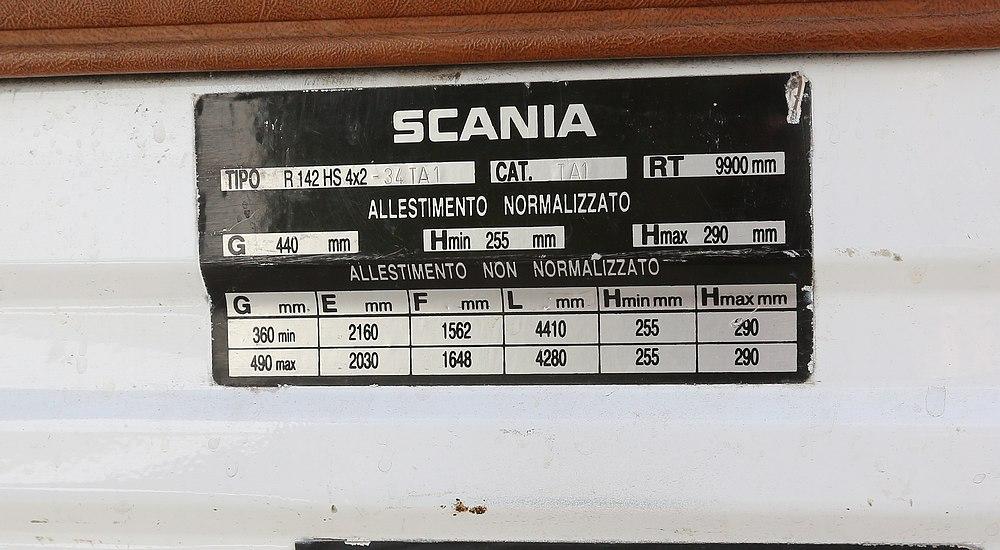 SCANIA
TIPO R 142 HS 4x2 - 34 TA1 CAT. TA1 RT 9900 mm
ALLESTIMENTO NORMALIZZATO
G 440 mm Hmin 255 mm Hmax 290 mm
ALLESTIMENTO NON NORMALIZZATO
G mm E mm F mm L mm Hmin mm Hmax mm
360 min 2160 1562 4410 255 290
490 max 2030 1648 4280 255 290